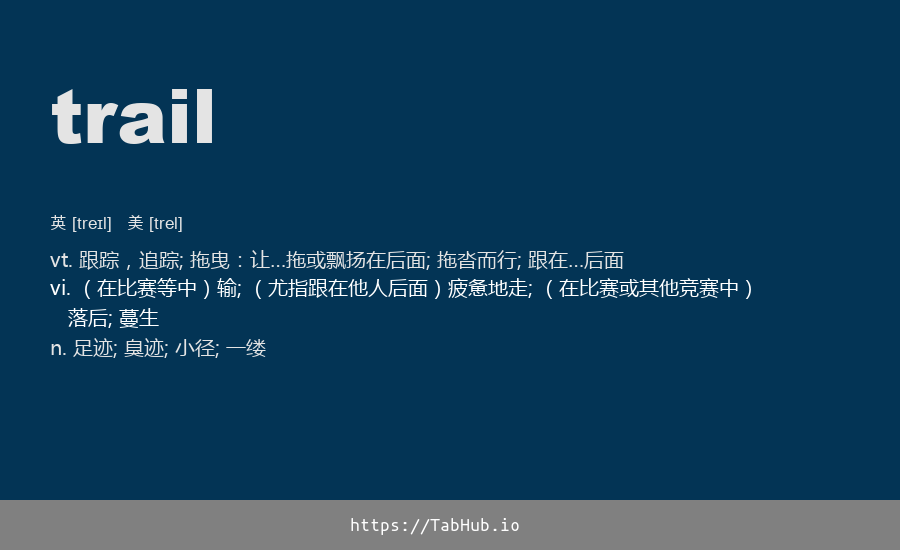 trail
英 [treɪl] 美 [trel]
vt. 跟踪，追踪; 拖曳：让...拖或飘扬在后面; 拖沓而行; 跟在...后面
vi. （在比赛等中）输; （尤指跟在他人后面）疲惫地走; （在比赛或其他竞赛中）
落后; 蔓生
n. 足迹; 臭迹; 小径; 一缕
https://TabHub.io